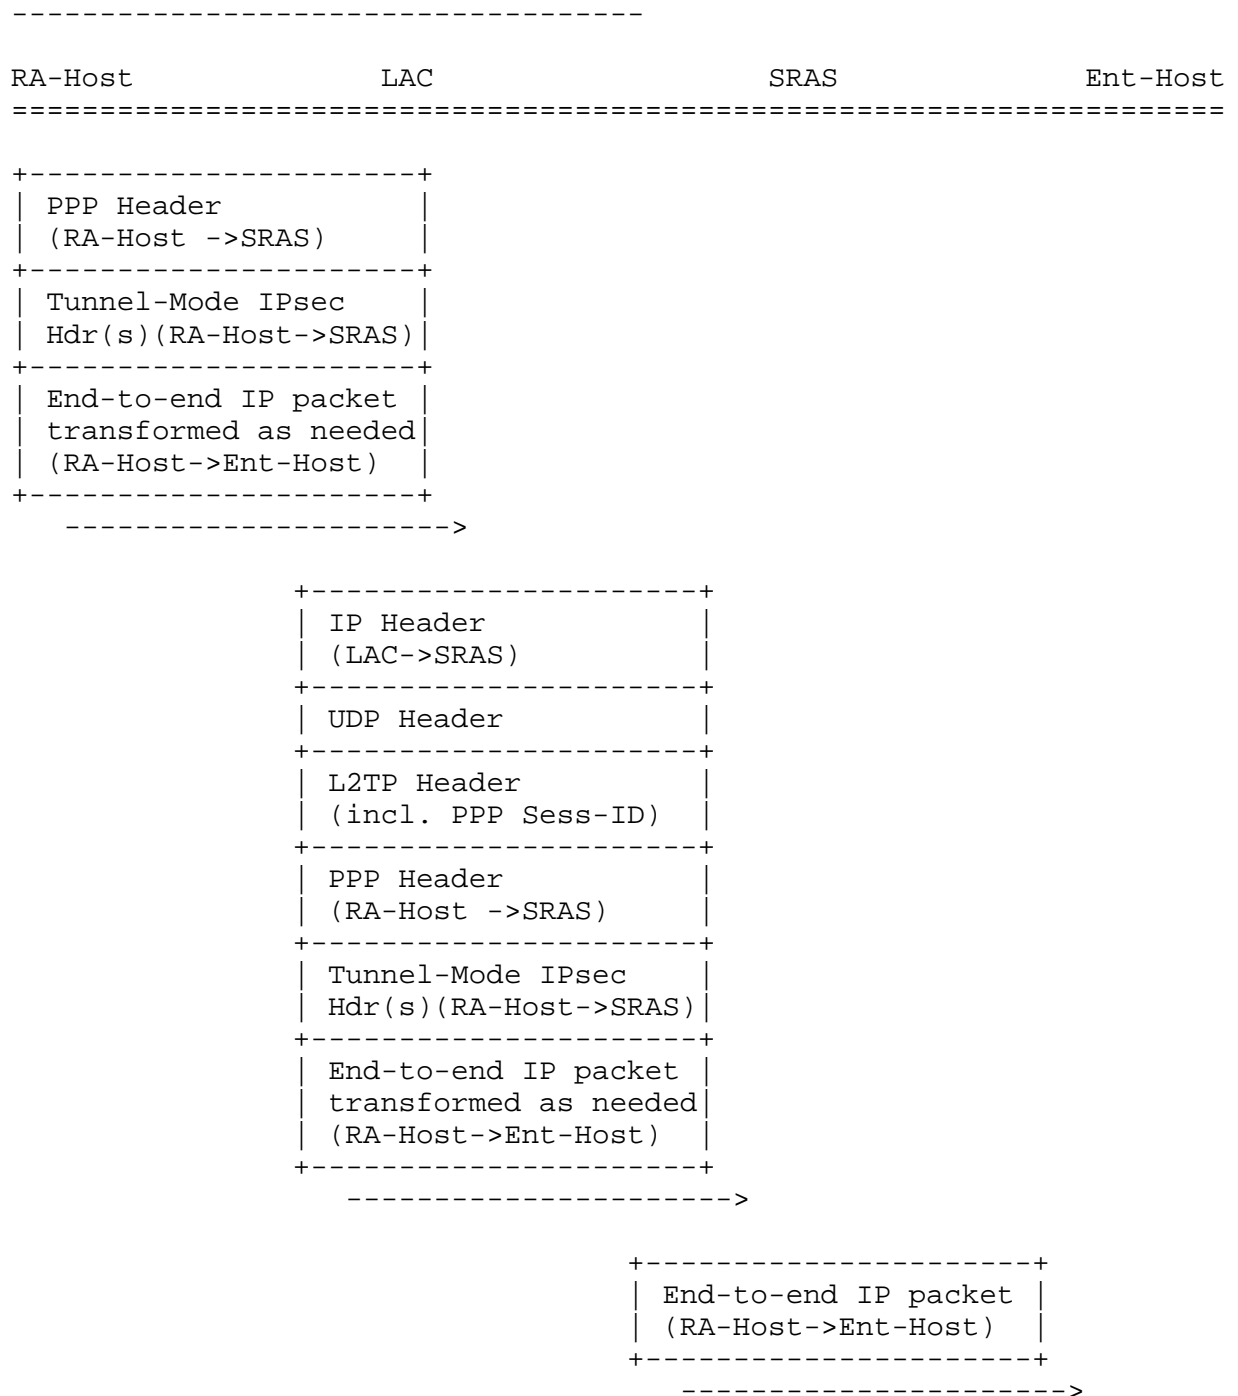 ------------------------------------
RA-Host              LAC                   SRAS              Ent-Host
=====================================================================
+----------------------+
| PPP Header           |
| (RA-Host ->SRAS)     |
+----------------------+
| Tunnel-Mode IPsec    |
| Hdr(s)(RA-Host->SRAS)|
+----------------------+
| End-to-end IP packet |
| transformed as needed|
| (RA-Host->Ent-Host)  |
+----------------------+
   ---------------------->
                +----------------------+
                | IP Header            |
                | (LAC->SRAS)          |
                +----------------------+
                | UDP Header           |
                +----------------------+
                | L2TP Header          |
                | (incl. PPP Sess-ID)  |
                +----------------------+
                | PPP Header           |
                | (RA-Host ->SRAS)     |
                +----------------------+
                | Tunnel-Mode IPsec    |
                | Hdr(s)(RA-Host->SRAS)|
                +----------------------+
                | End-to-end IP packet |
                | transformed as needed|
                | (RA-Host->Ent-Host)  |
                +----------------------+
                   ---------------------->
                                   +----------------------+
                                   | End-to-end IP packet |
                                   | (RA-Host->Ent-Host)  |
                                   +----------------------+
                                      ---------------------->